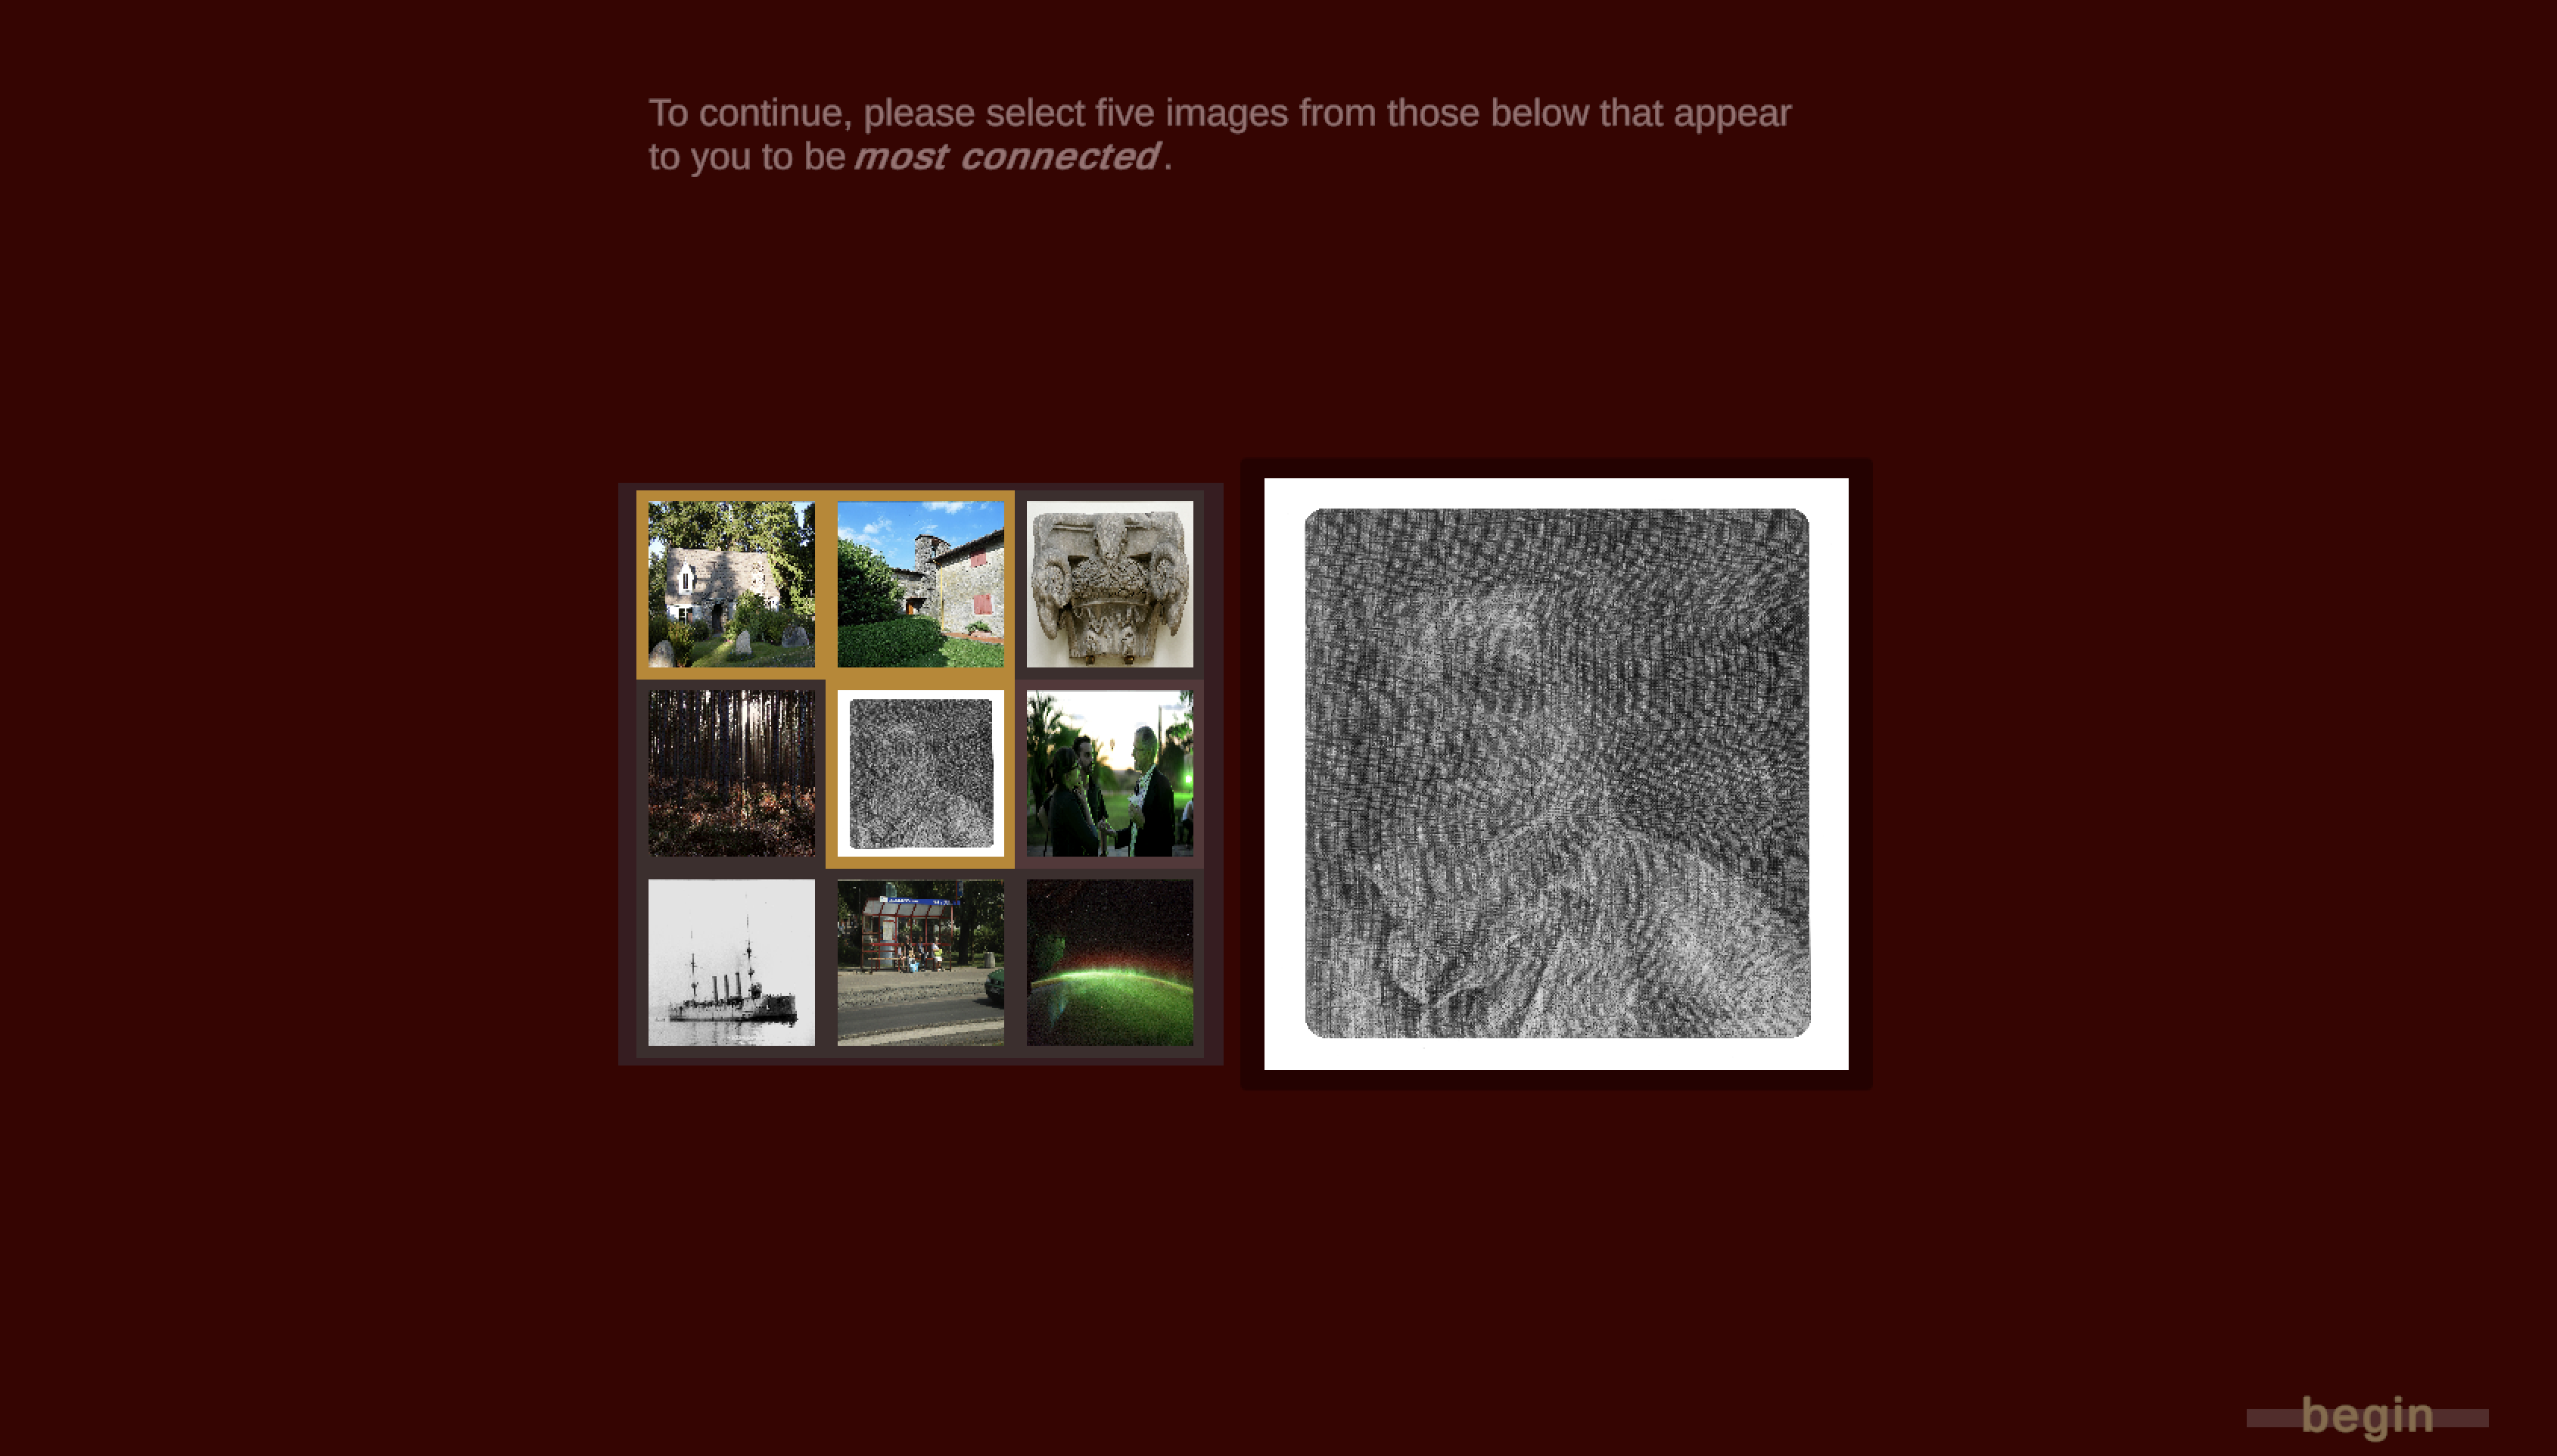 To continue, please select five images from those below that appear
to you to be most connected.
begin